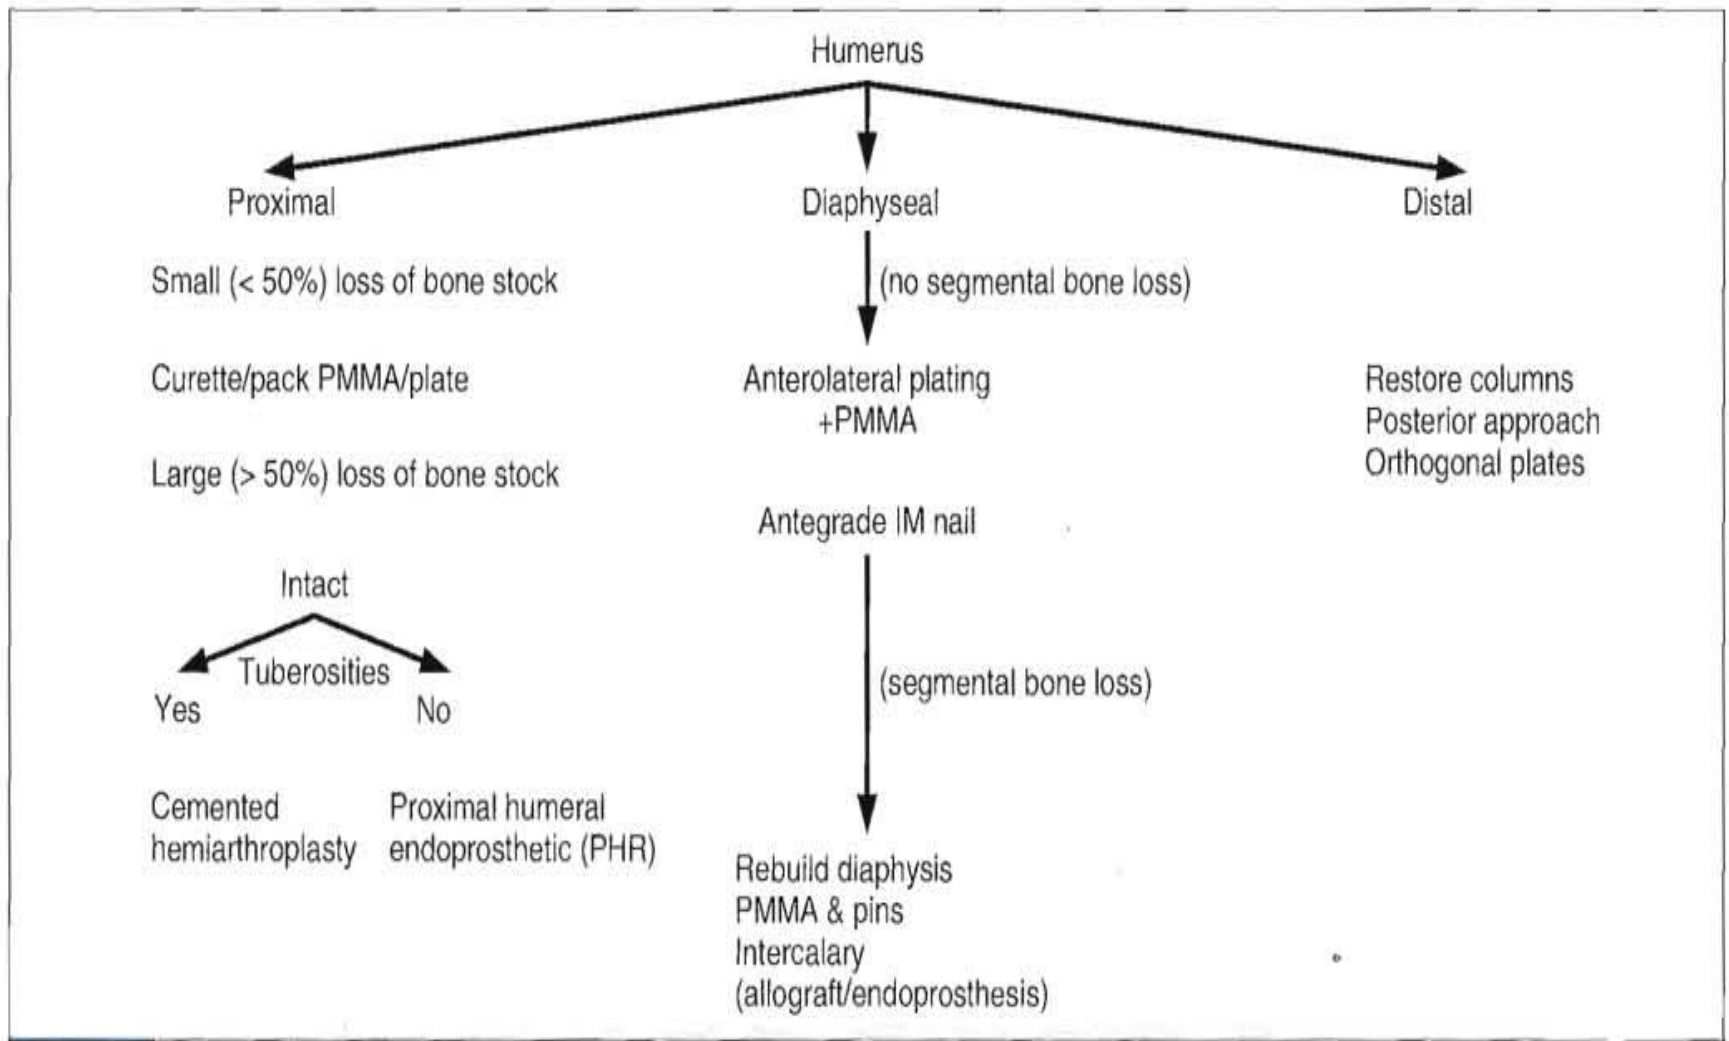 Humerus
Proximal
Diaphyseal
Distal
Small (< 50%) loss of bone stock
(no segmental bone loss)
Curette/pack PMMA/plate
Anterolateral plating
+PMMA
Restore columns
Posterior approach
Orthogonal plates
Large (> 50%) loss of bone stock
Antegrade IM nail
Intact
Tuberosities
Yes
No
(segmental bone loss)
Cemented
hemiarthroplasty
Proximal humeral
endoprosthetic (PHR)
Rebuild diaphysis
PMMA & pins
Intercalary
(allograft/endoprosthesis)